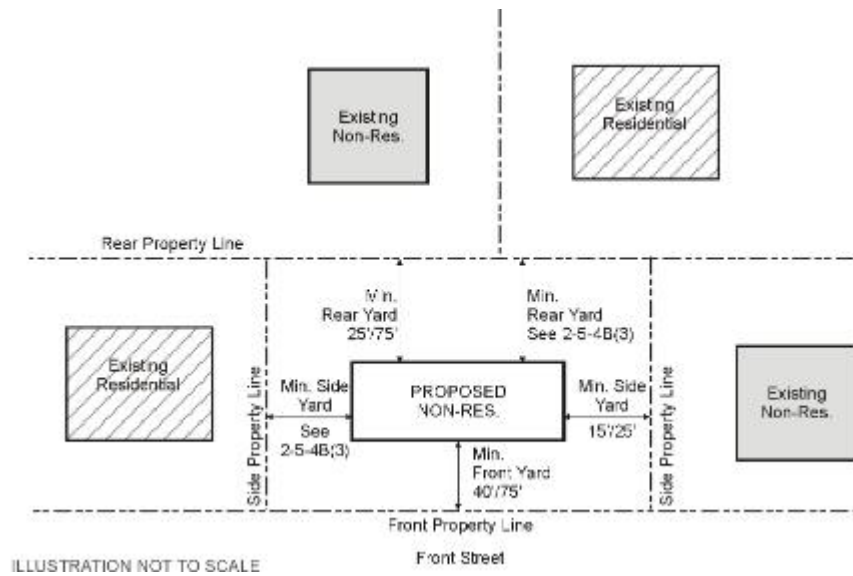 Existing
Non-Res.
Existing
Residential
Rear Property Line
Min.
Rear Yard
25'/75'
Min.
Rear Yard
See 2-5-4B(3)
Existing
Residential
Side Property Line
Min. Side
Yard
See
2-5-4B(3)
PROPOSED
NON-RES.
Min. Side
Yard
15'/25'
Side Property Line
Existing
Non-Res.
Min.
Front Yard
40'/75'
Front Property Line
Front Street
ILLUSTRATION NOT TO SCALE